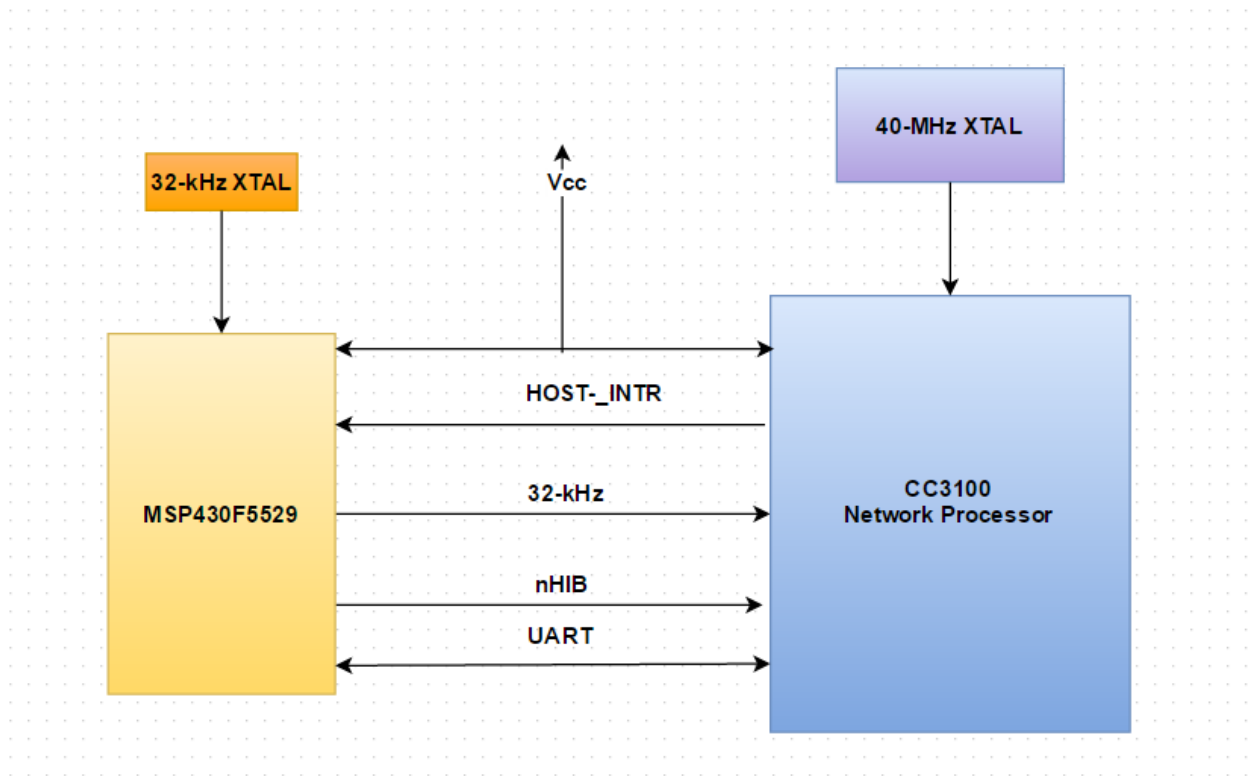 40-MHz XTAL
32-kHz XTAL
Vcc
HOST-_INTR
32-kHz
MSP430F5529
CC3100
Network Processor
nHIB
UART